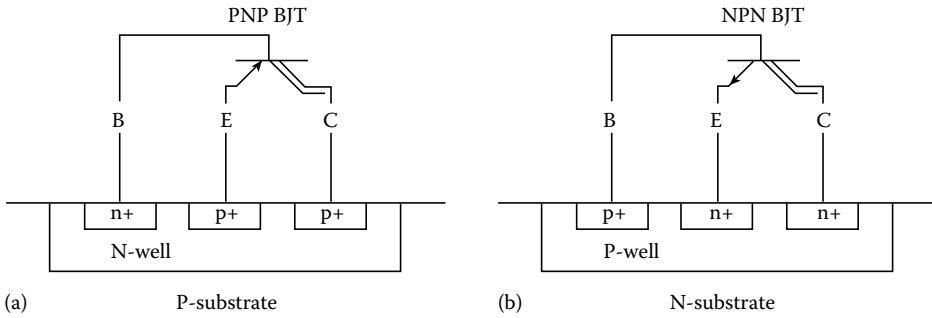 PNP BJT
B E C
n+ p+ p+
N-well
(a) P-substrate
NPN BJT
B E C
p+ n+ n+
P-well
(b) N-substrate